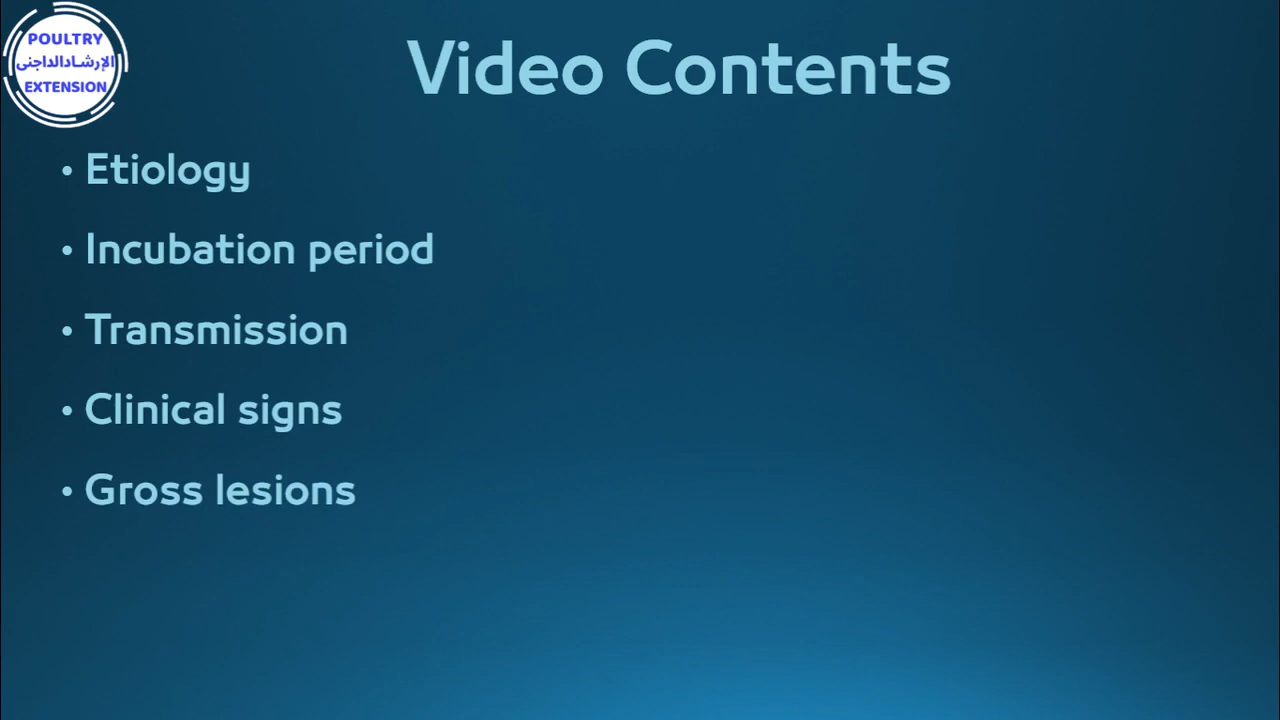 POULTRY
الإرشادالداجنى
EXTENSION
Video Contents
• Etiology
• Incubation period
• Transmission
• Clinical signs
• Gross lesions